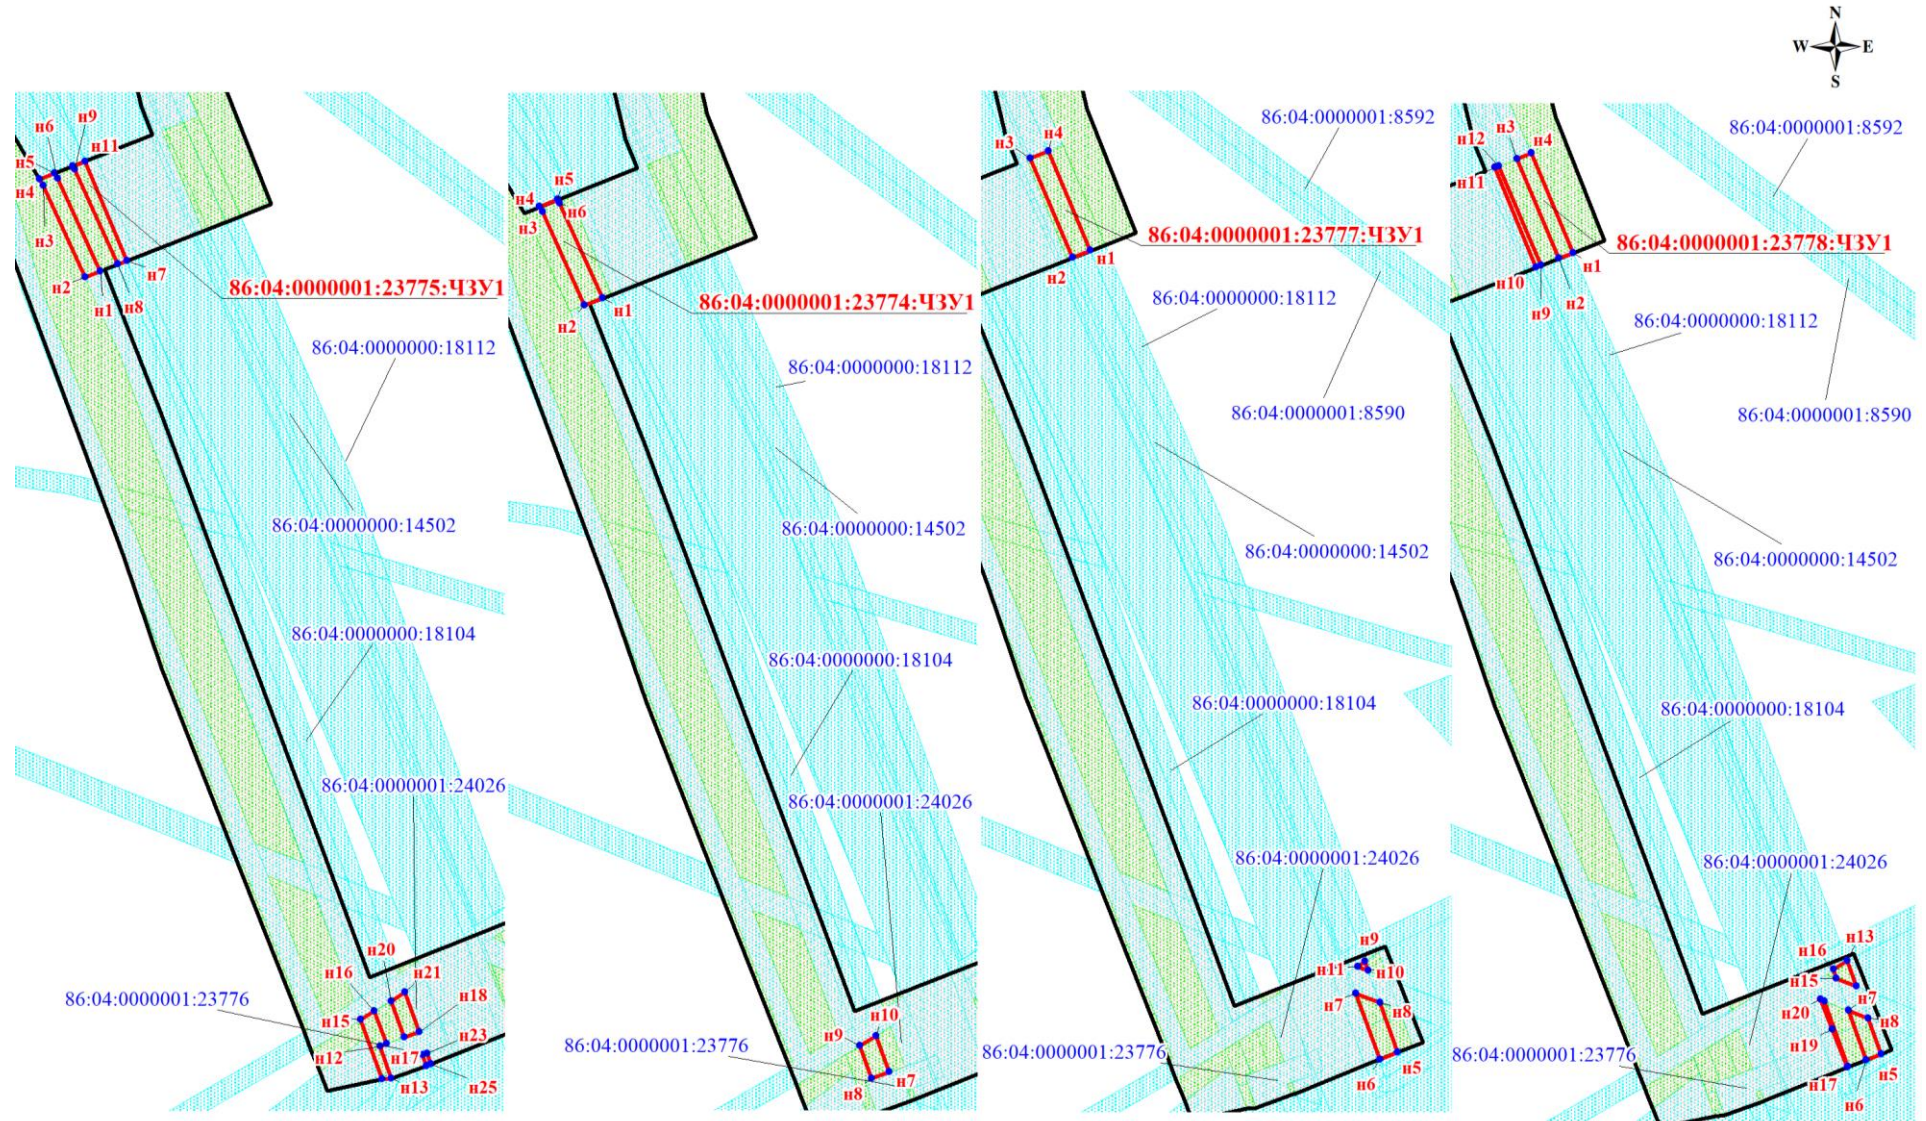 N
W E
S
н6 н9
н11
н5
н4
н3
н2 н1 н8 н7
86:04:0000001:23775:ЧЗУ1
86:04:0000000:18112
86:04:0000000:14502
86:04:0000000:18104
86:04:0000001:24026
н20
н16 н21
н15 н18
н12 н17 н23
н13 н25
86:04:0000001:23776
н5
н4
н3 н6
н2 н1
86:04:0000001:23774:ЧЗУ1
86:04:0000000:18112
86:04:0000000:14502
86:04:0000000:18104
86:04:0000001:24026
н10
н9
н8 н7
86:04:0000001:23776
86:04:0000001:8592
н3 н4
н2 н1
86:04:0000001:23777:ЧЗУ1
86:04:0000000:18112
86:04:0000001:8590
86:04:0000000:14502
86:04:0000000:18104
86:04:0000001:24026
н9
н11 н10
н7 н8
н6 н5
86:04:0000001:23776
86:04:0000001:8592
н12 н3 н4
н11
н10 н9 н2 н1
86:04:0000001:23778:ЧЗУ1
86:04:0000000:18112
86:04:0000001:8590
86:04:0000000:14502
86:04:0000000:18104
86:04:0000001:24026
н16 н13
н15 н7
н20 н8
н19
н17 н5
н6
86:04:0000001:23776